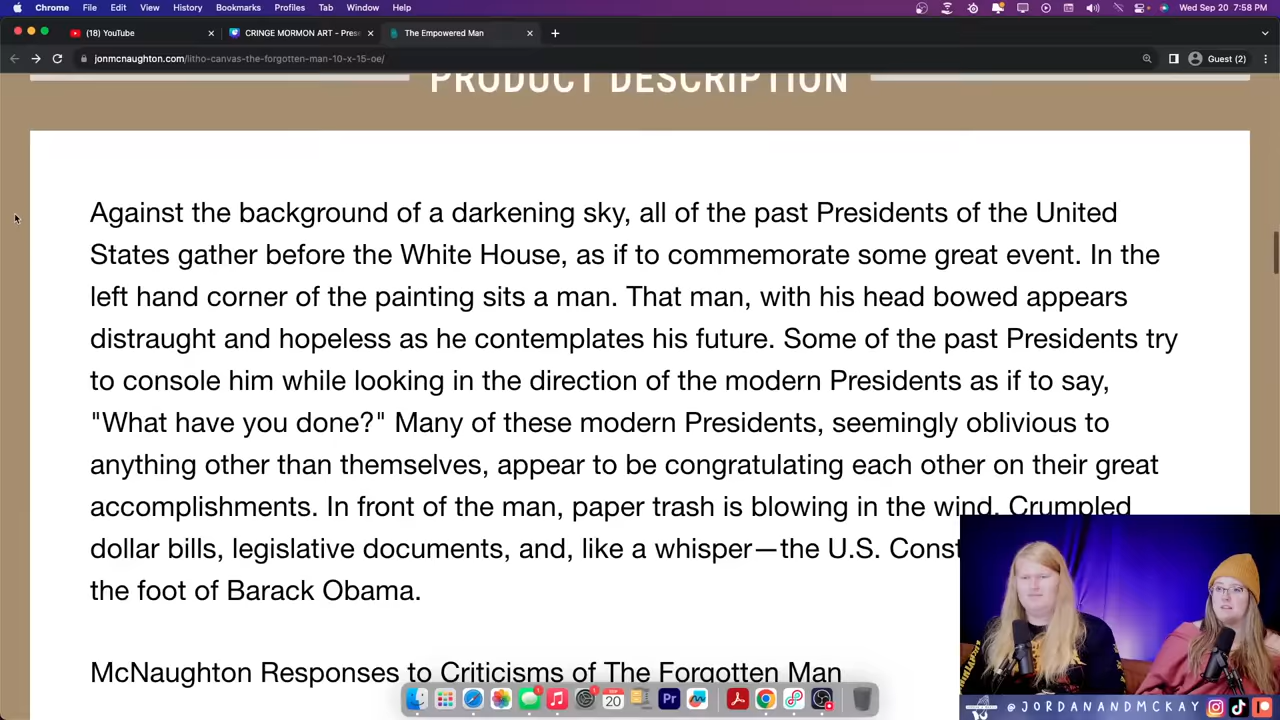 Chrome File Edit View History Bookmarks Profiles Tab Window Help
Wed Sep 20 7:58 PM
(18) YouTube
CRINGE MORMON ART - Pres
The Empowered Man
jonmcnaughton.com/litho-canvas-the-forgotten-man-10-x-15-oe/
Guest (2)
PRODUCT DESCRIPTION
Against the background of a darkening sky, all of the past Presidents of the United
States gather before the White House, as if to commemorate some great event. In the
left hand corner of the painting sits a man. That man, with his head bowed appears
distraught and hopeless as he contemplates his future. Some of the past Presidents try
to console him while looking in the direction of the modern Presidents as if to say,
"What have you done?" Many of these modern Presidents, seemingly oblivious to
anything other than themselves, appear to be congratulating each other on their great
accomplishments. In front of the man, paper trash is blowing in the wind. Crumpled
dollar bills, legislative documents, and, like a whisper—the U.S. Const
the foot of Barack Obama.
McNaughton Responses to Criticisms of The Forgotten Man
SEP
20
Pr
@JORDANANDMCKAY